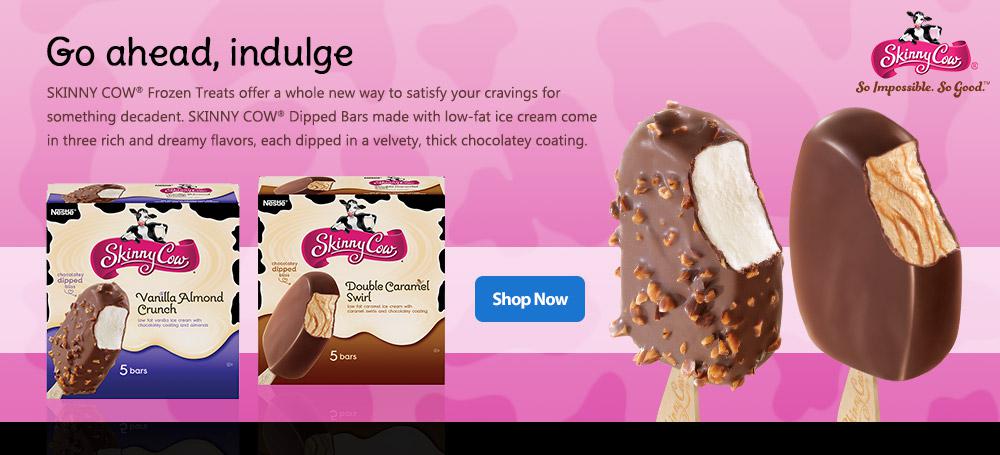 Go ahead, indulge
SKINNY COW® Frozen Treats offer a whole new way to satisfy your cravings for
something decadent. SKINNY COW® Dipped Bars made with low-fat ice cream come
in three rich and dreamy flavors, each dipped in a velvety, thick chocolatey coating.
Skinny Cow®
So Impossible. So Good.™
Nestlé
Skinny Cow
chocolatey
dipped
bliss
Vanilla Almond
Crunch
low fat vanilla ice cream with
chocolatey coating and almonds
5 bars
Nestlé
Skinny Cow
chocolatey
dipped
bliss
Double Caramel
Swirl
low fat caramel ice cream with
caramel swirls and chocolatey coating
5 bars
Shop Now